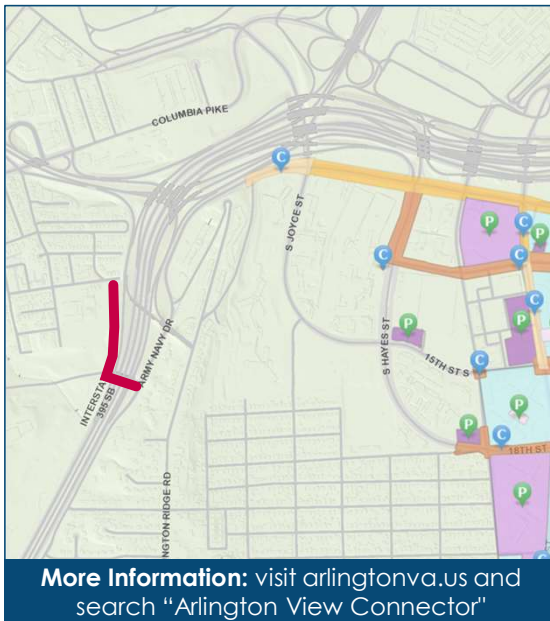 COLUMBIA PIKE
C
S JOYCE ST
P
C
P
C
C
C
INTERSTA
395 SB
ARMY NAVY DR
S HAYES ST
P
15TH ST S
C
P
P
C
18TH ST
NGTON RIDGE RD
P
C
More Information: visit arlingtonva.us and
search “Arlington View Connector"